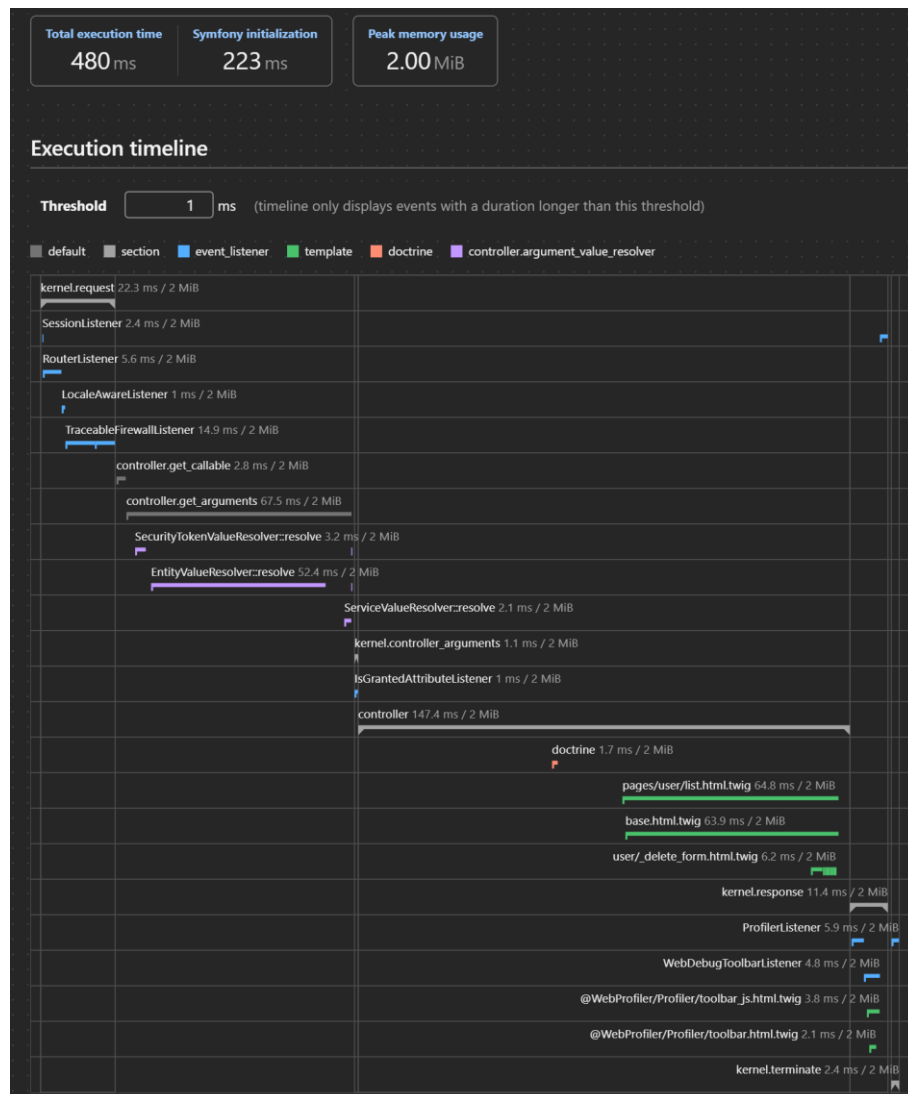 Total execution time
Symfony initialization
Peak memory usage
480 ms
223 ms
2.00 MiB
Execution timeline
Threshold 1 ms (timeline only displays events with a duration longer than this threshold)
default section event_listener template doctrine controller.argument_value_resolver
kernel.request 22.3 ms / 2 MiB
SessionListener 2.4 ms / 2 MiB
RouterListener 5.6 ms / 2 MiB
LocaleAwareListener 1 ms / 2 MiB
TraceableFirewallListener 14.9 ms / 2 MiB
controller.get_callable 2.8 ms / 2 MiB
controller.get_arguments 67.5 ms / 2 MiB
SecurityTokenValueResolver::resolve 3.2 ms / 2 MiB
EntityValueResolver::resolve 52.4 ms / 2 MiB
ServiceValueResolver::resolve 2.1 ms / 2 MiB
kernel.controller_arguments 1.1 ms / 2 MiB
IsGrantedAttributeListener 1 ms / 2 MiB
controller 147.4 ms / 2 MiB
doctrine 1.7 ms / 2 MiB
pages/user/list.html.twig 64.8 ms / 2 MiB
base.html.twig 63.9 ms / 2 MiB
user/_delete_form.html.twig 6.2 ms / 2 MiB
kernel.response 11.4 ms / 2 MiB
ProfilerListener 5.9 ms / 2 MiB
WebDebugToolbarListener 4.8 ms / 2 MiB
@WebProfiler/Profiler/toolbar_js.html.twig 3.8 ms / 2 MiB
@WebProfiler/Profiler/toolbar.html.twig 2.1 ms / 2 MiB
kernel.terminate 2.4 ms / 2 MiB